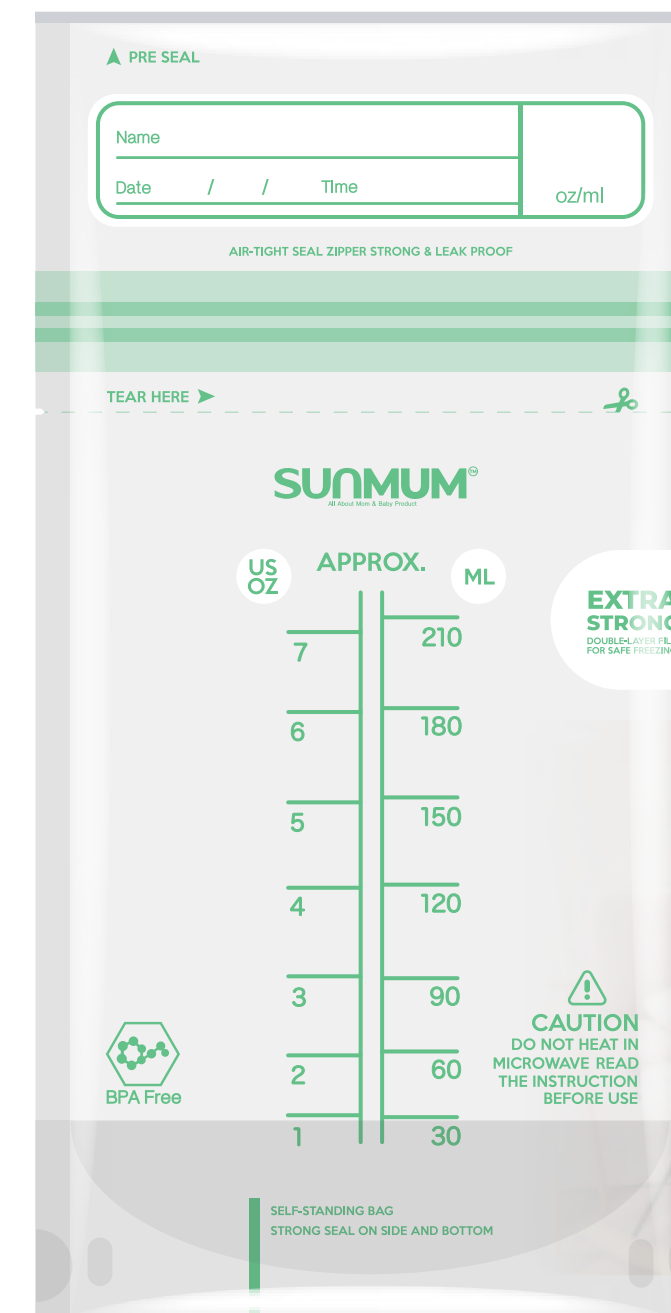 PRE SEAL
Name
Date / / TIme
oz/ml
AIR-TIGHT SEAL ZIPPER STRONG & LEAK PROOF
TEAR HERE
SUNMUM™
All About Mom & Baby Product
US
OZ
APPROX.
ML
EXTRA
STRONG
DOUBLE-LAYER FIL
FOR SAFE FREEZING
7 210
6 180
5 150
4 120
3 90
2 60
1 30
BPA Free
CAUTION
DO NOT HEAT IN
MICROWAVE READ
THE INSTRUCTION
BEFORE USE
SELF-STANDING BAG
STRONG SEAL ON SIDE AND BOTTOM